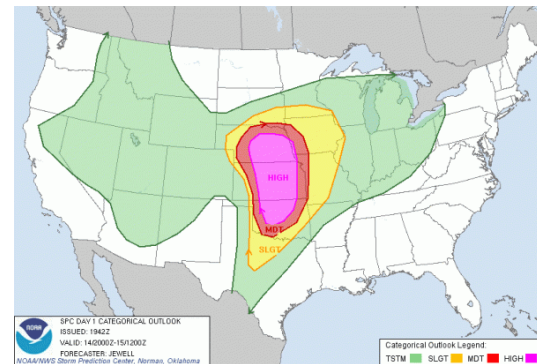 HIGH
MDT
SLGT
NOAA
SPC DAY 1 CATEGORICAL OUTLOOK
ISSUED: 1942Z
VALID: 14/2000Z-15/1200Z
FORECASTER: JEWELL
NOAA/NWS Storm Prediction Center, Norman, Oklahoma
Categorical Outlook Legend:
TSTM SLGT MDT HIGH